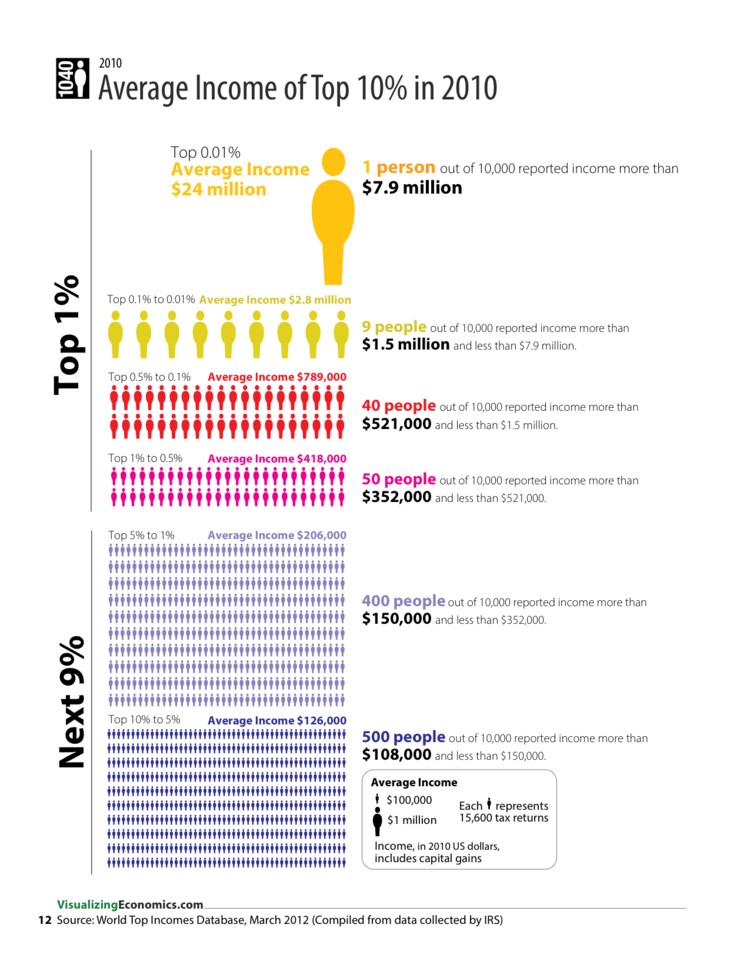 1040
2010
Average Income of Top 10% in 2010
Top 1%
Top 0.01%
Average Income
$24 million
1 person out of 10,000 reported income more than
$7.9 million
Top 0.1% to 0.01% Average Income $2.8 million
9 people out of 10,000 reported income more than
$1.5 million and less than $7.9 million.
Top 0.5% to 0.1% Average Income $789,000
40 people out of 10,000 reported income more than
$521,000 and less than $1.5 million.
Top 1% to 0.5% Average Income $418,000
50 people out of 10,000 reported income more than
$352,000 and less than $521,000.
Next 9%
Top 5% to 1% Average Income $206,000
400 people out of 10,000 reported income more than
$150,000 and less than $352,000.
Top 10% to 5% Average Income $126,000
500 people out of 10,000 reported income more than
$108,000 and less than $150,000.
Average Income
$100,000
$1 million
Each represents
15,600 tax returns
Income, in 2010 US dollars,
includes capital gains
VisualizingEconomics.com
12 Source: World Top Incomes Database, March 2012 (Compiled from data collected by IRS)